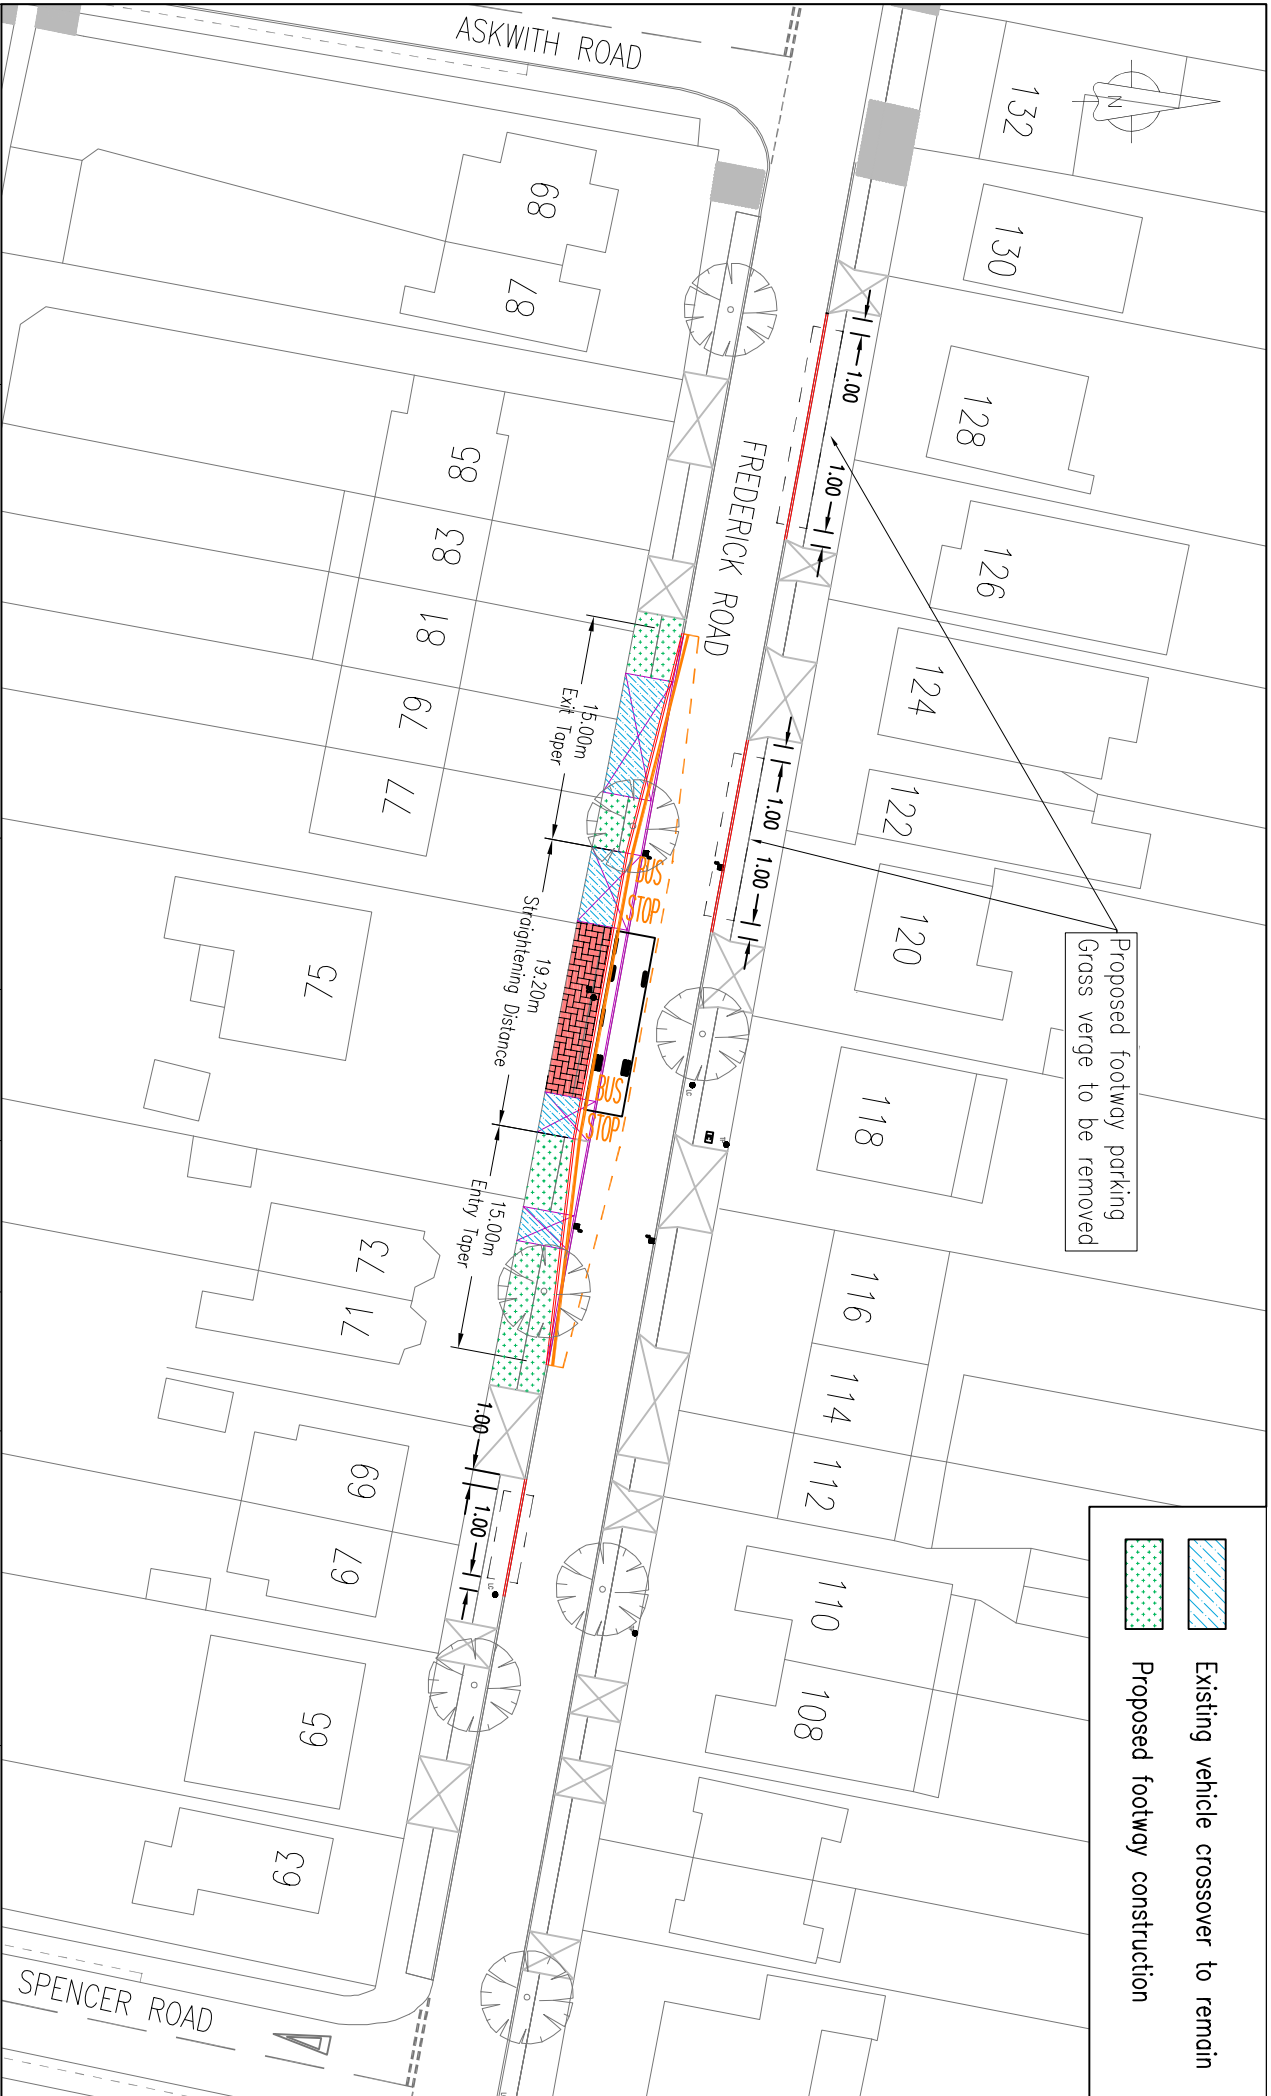 Existing vehicle crossover to remain
Proposed footway construction
N
Proposed footway parking
Grass verge to be removed
132
130
128
126
124
122
120
118
116
114
112
110
108
1.00
1.00
1.00
1.00
FREDERICK ROAD
ASKWITH ROAD
BUS
STOP
BUS
STOP
LC
15.00m
Exit Taper
19.20m
Straightening Distance
15.00m
Entry Taper
1.00
1.00
LC
89
87
85
83
81
79
77
75
73
71
69
67
65
63
SPENCER ROAD